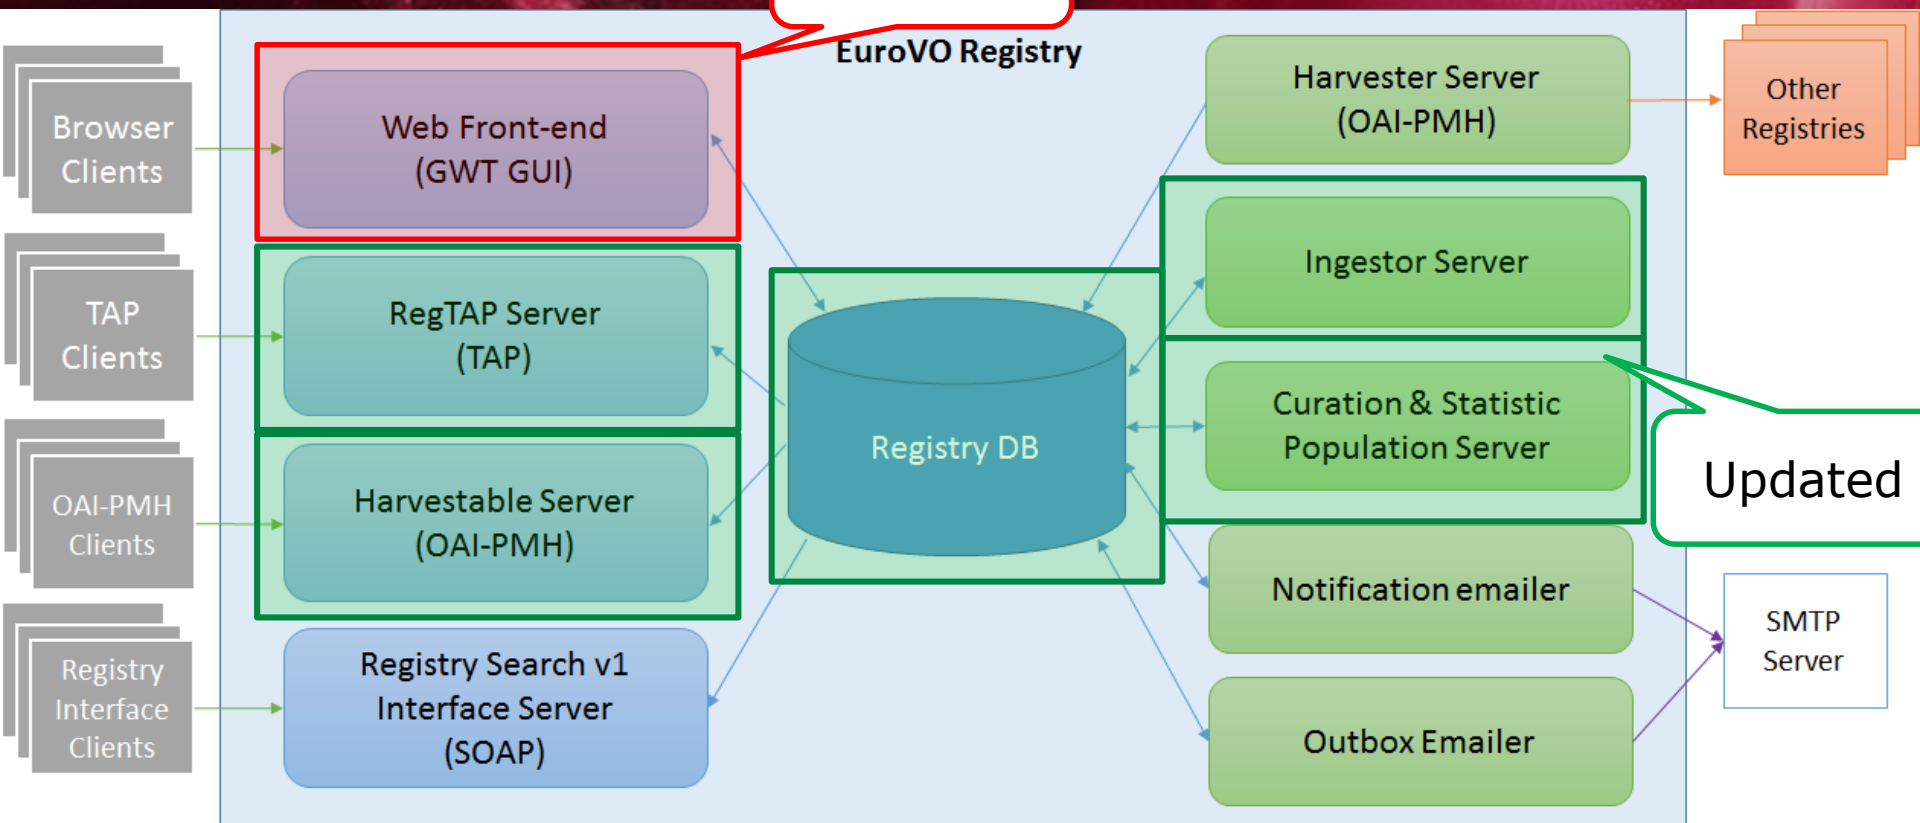 EuroVO Registry
Browser
Clients
Web Front-end
(GWT GUI)
Harvester Server
(OAI-PMH)
Other
Registries
TAP
Clients
RegTAP Server
(TAP)
Ingestor Server
OAI-PMH
Clients
Harvestable Server
(OAI-PMH)
Registry DB
Curation & Statistic
Population Server
Updated
Registry
Interface
Clients
Registry Search v1
Interface Server
(SOAP)
Notification emailer
Outbox Emailer
SMTP
Server